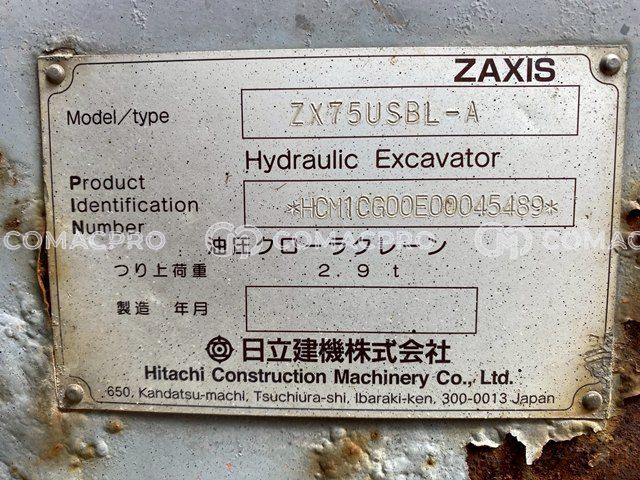 ZAXIS
Model/type ZX75USBL-A
Hydraulic Excavator
Product
Identification *HCM1CG00E00045489*
Number
COMACPRO COMACPRO COMACPRO
油圧クローラクレーン
つり上荷重 2.9t
製造 年月
日立建機株式会社
Hitachi Construction Machinery Co., Ltd.
650, Kandatsu-machi, Tsuchiura-shi, Ibaraki-ken, 300-0013 Japan